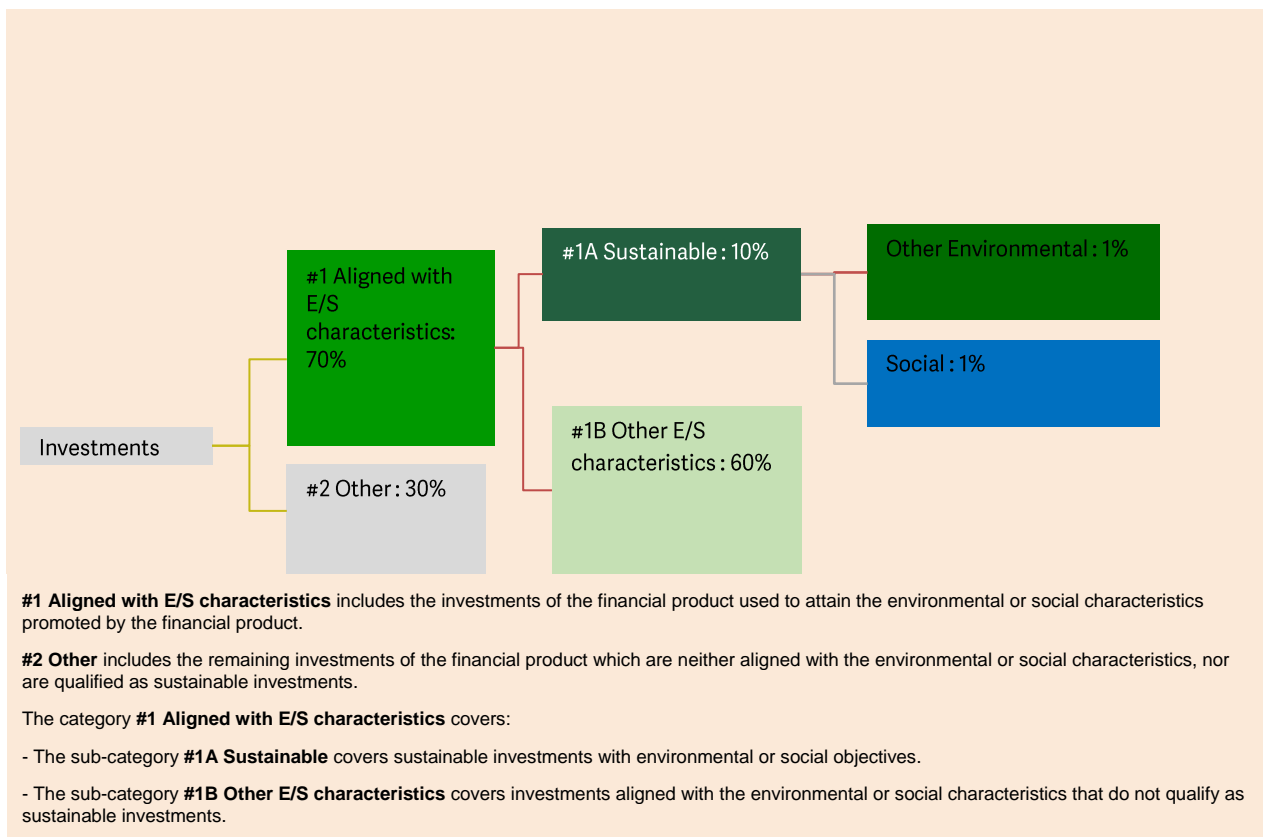 #1A Sustainable : 10%
Other Environmental : 1%
#1 Aligned with
E/S
characteristics:
70%
Social : 1%
#1B Other E/S
characteristics : 60%
Investments
#2 Other : 30%
#1 Aligned with E/S characteristics includes the investments of the financial product used to attain the environmental or social characteristics
promoted by the financial product.
#2 Other includes the remaining investments of the financial product which are neither aligned with the environmental or social characteristics, nor
are qualified as sustainable investments.
The category #1 Aligned with E/S characteristics covers:
- The sub-category #1A Sustainable covers sustainable investments with environmental or social objectives.
- The sub-category #1B Other E/S characteristics covers investments aligned with the environmental or social characteristics that do not qualify as
sustainable investments.